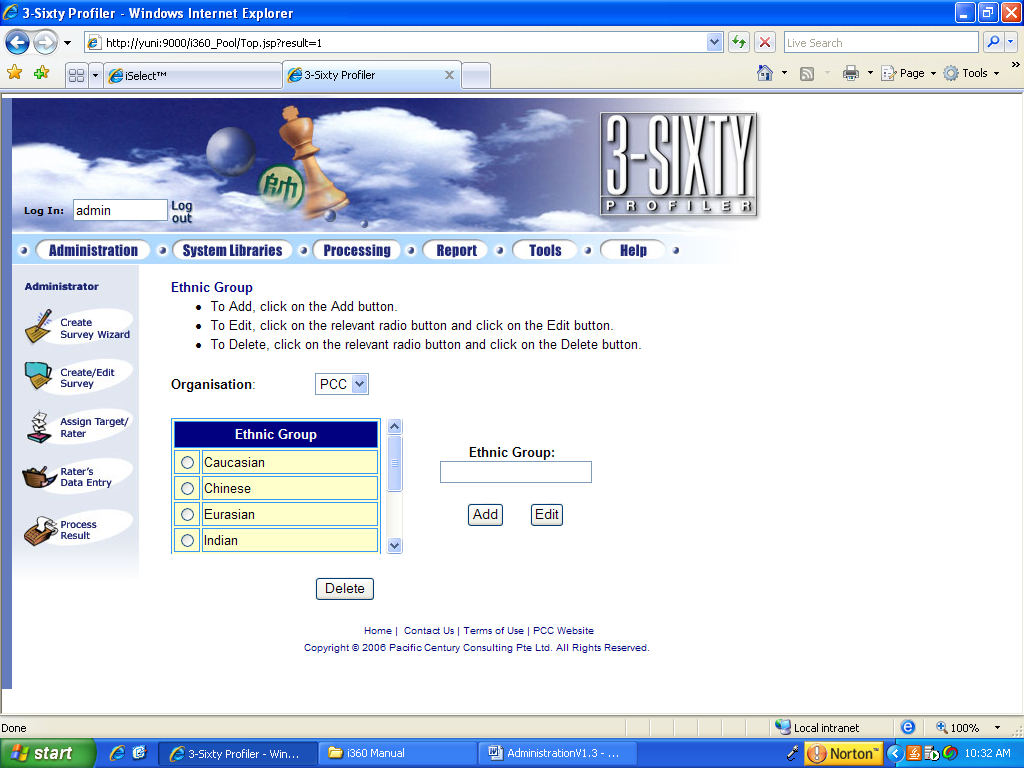 3-Sixty Profiler - Windows Internet Explorer
http://yuni:9000/i360_Pool/Top.jsp?result=1
Live Search
iSelect™
3-Sixty Profiler
Page
Tools
帥
3-SIXTY
PROFILER
Log In: admin
Log out
Administration
System Libraries
Processing
Report
Tools
Help
Administrator
Create
Survey Wizard
Create/Edit
Survey
Assign Target/
Rater
Rater's
Data Entry
Process
Result
Ethnic Group
• To Add, click on the Add button.
• To Edit, click on the relevant radio button and click on the Edit button.
• To Delete, click on the relevant radio button and click on the Delete button.
Organisation: PCC
Ethnic Group
Caucasian
Chinese
Eurasian
Indian
Ethnic Group:
Add Edit
Delete
Home | Contact Us | Terms of Use | PCC Website
Copyright © 2006 Pacific Century Consulting Pte Ltd. All Rights Reserved.
Done
Local intranet
100%
start
3-Sixty Profiler - Win...
i360 Manual
AdministrationV1.3 - ...
Norton™
10:32 AM